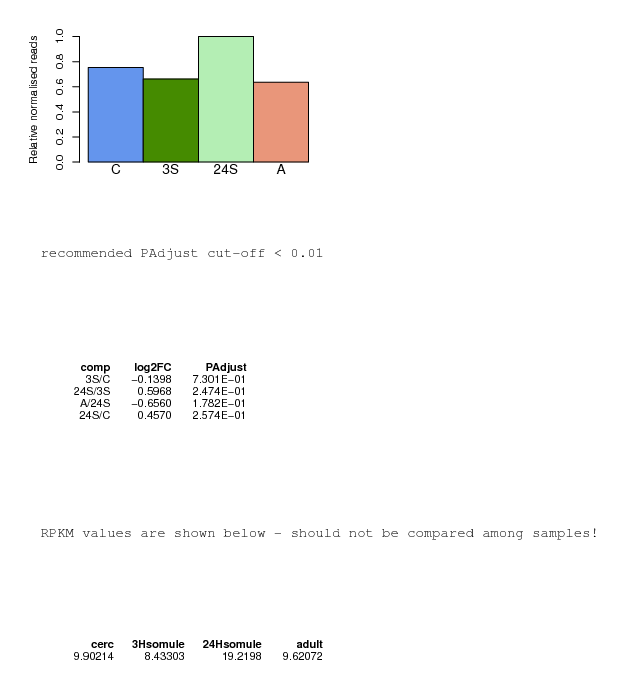 Relative normalised reads
1.0
0.8
0.6
0.4
0.2
0.0
C 3S 24S A
recommended PAdjust cut-off < 0.01
comp log2FC PAdjust
3S/C −0.1398 7.301E−01
24S/3S 0.5968 2.474E−01
A/24S −0.6560 1.782E−01
24S/C 0.4570 2.574E−01
RPKM values are shown below - should not be compared among samples!
cerc 3Hsomule 24Hsomule adult
9.90214 8.43303 19.2198 9.62072